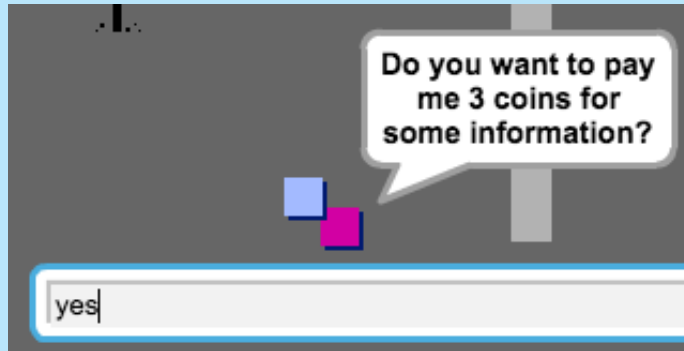 Do you want to pay
me 3 coins for
some information?
yes